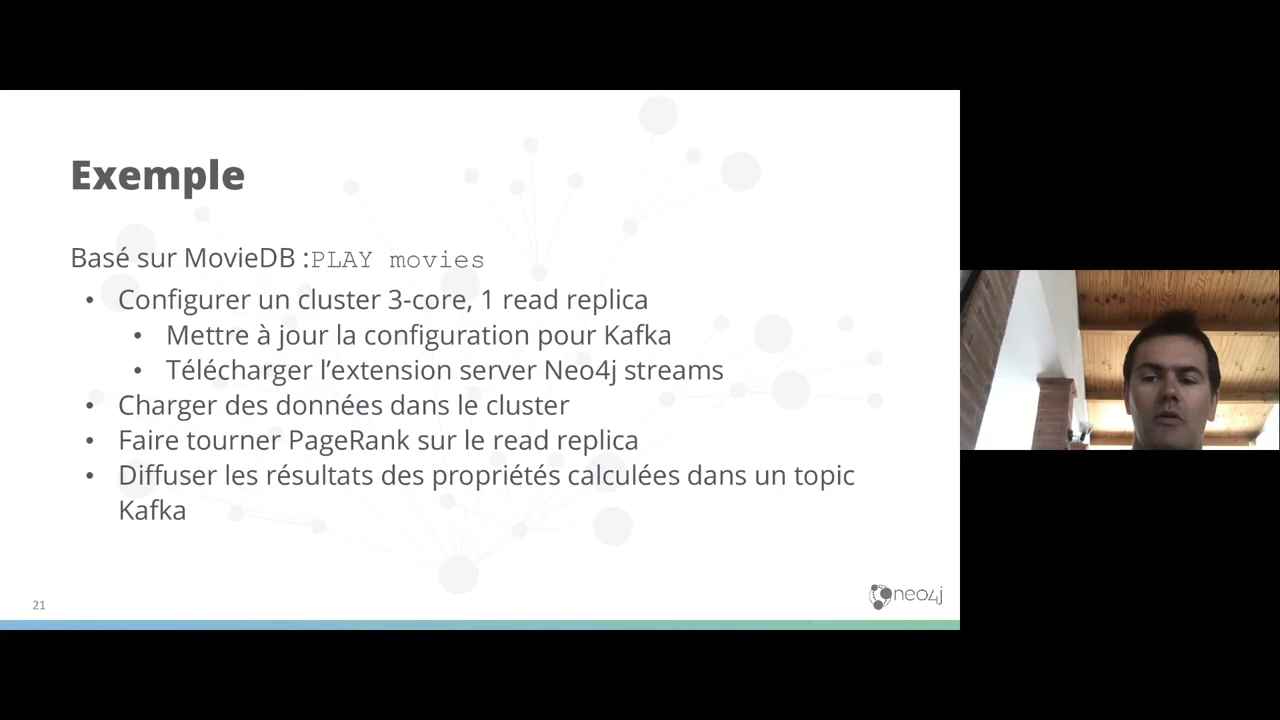 Exemple
Basé sur MovieDB :PLAY movies
• Configurer un cluster 3-core, 1 read replica
• Mettre à jour la configuration pour Kafka
• Télécharger l’extension server Neo4j streams
• Charger des données dans le cluster
• Faire tourner PageRank sur le read replica
• Diffuser les résultats des propriétés calculées dans un topic
Kafka
21
neo4j